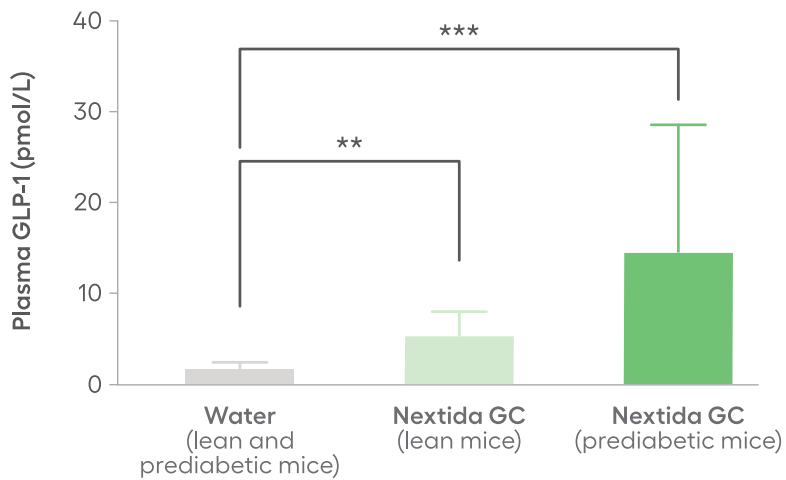 40
***
30
**
20
10
0
Plasma GLP-1 (pmol/L)
Water
(lean and
prediabetic mice)
Nextida GC
(lean mice)
Nextida GC
(prediabetic mice)